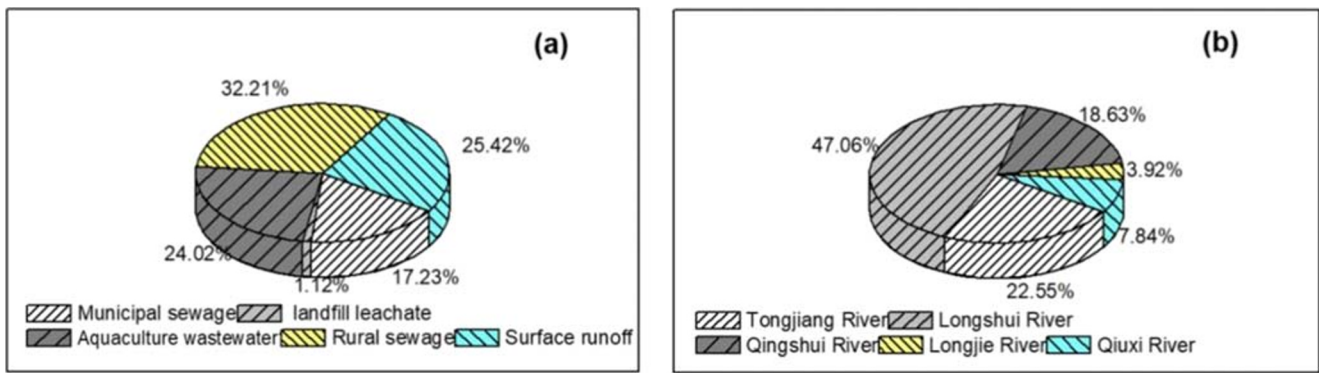 (a)
32.21%
25.42%
24.02%
1.12%
17.23%
Municipal sewage landfill leachate
Aquaculture wastewater Rural sewage Surface runoff
(b)
18.63%
47.06%
3.92%
7.84%
22.55%
Tongjiang River Longshui River
Qingshui River Longjie River Qiuxi River